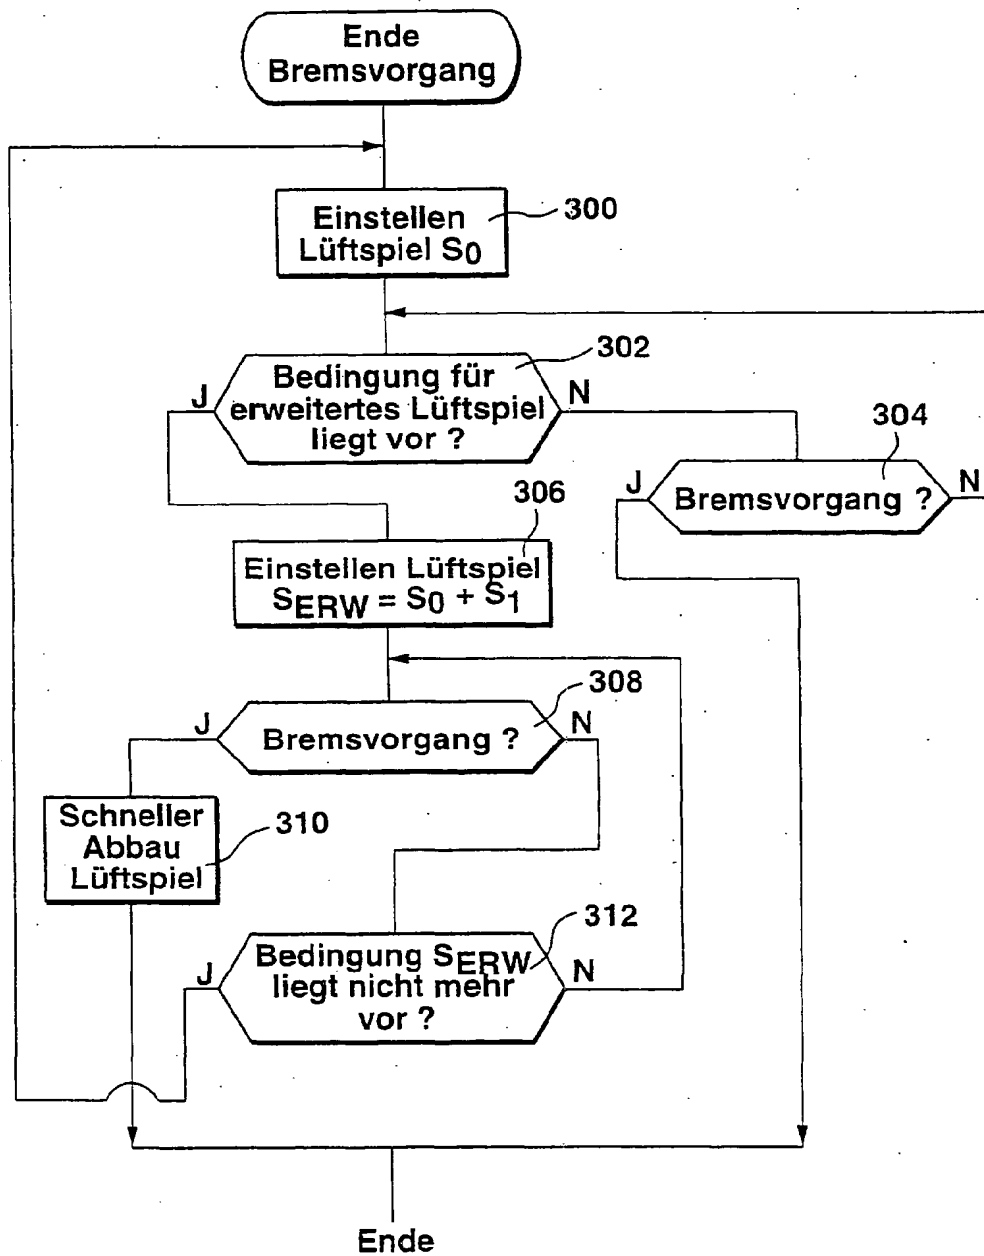 Ende
Bremsvorgang
Einstellen
Lüftspiel S0
300
302
Bedingung für
erweitertes Lüftspiel
liegt vor ?
J
N
304
Bremsvorgang ?
J
N
306
Einstellen Lüftspiel
SERW = S0 + S1
308
Bremsvorgang ?
J
N
Schneller
Abbau
Lüftspiel
310
312
Bedingung SERW
liegt nicht mehr
vor ?
J
N
Ende